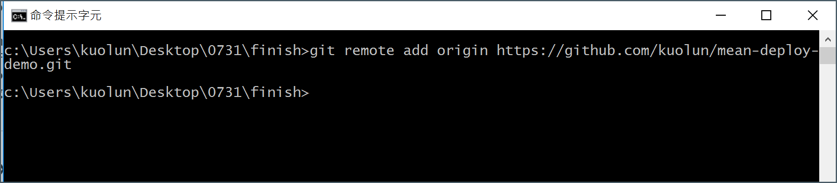 命令提示字元
c:\Users\kuolun\Desktop\0731\finish>git remote add origin https://github.com/kuolun/mean-deploy-
demo.git
c:\Users\kuolun\Desktop\0731\finish>